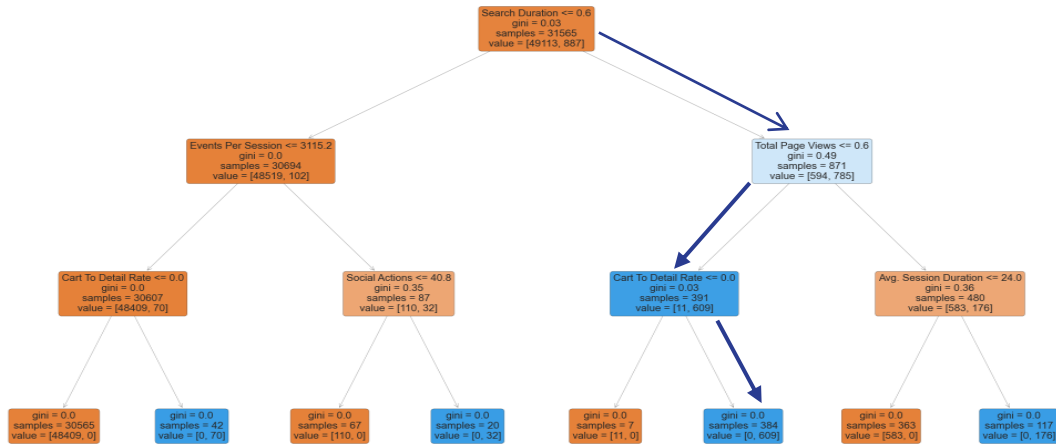 Search Duration <= 0.6
gini = 0.03
samples = 31565
value = [49113, 887]
Events Per Session <= 3115.2
gini = 0.0
samples = 30694
value = [48519, 102]
Total Page Views <= 0.6
gini = 0.49
samples = 871
value = [594, 785]
Cart To Detail Rate <= 0.0
gini = 0.0
samples = 30607
value = [48409, 70]
Social Actions <= 40.8
gini = 0.35
samples = 87
value = [110, 32]
Cart To Detail Rate <= 0.0
gini = 0.03
samples = 391
value = [11, 609]
Avg. Session Duration <= 24.0
gini = 0.36
samples = 480
value = [583, 176]
gini = 0.0
samples = 30565
value = [48409, 0]
gini = 0.0
samples = 42
value = [0, 70]
gini = 0.0
samples = 67
value = [110, 0]
gini = 0.0
samples = 20
value = [0, 32]
gini = 0.0
samples = 7
value = [11, 0]
gini = 0.0
samples = 384
value = [0, 609]
gini = 0.0
samples = 363
value = [583, 0]
gini = 0.0
samples = 117
value = [0, 176]